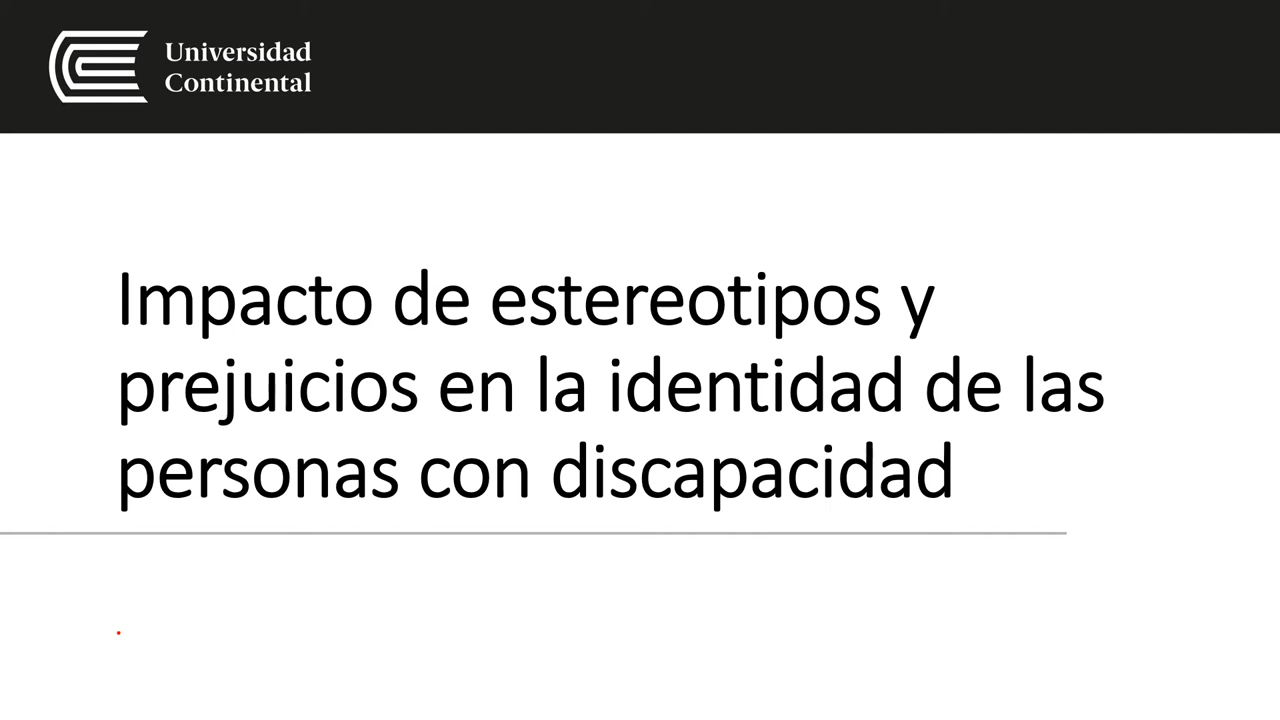 Universidad
Continental
Impacto de estereotipos y
prejuicios en la identidad de las
personas con discapacidad